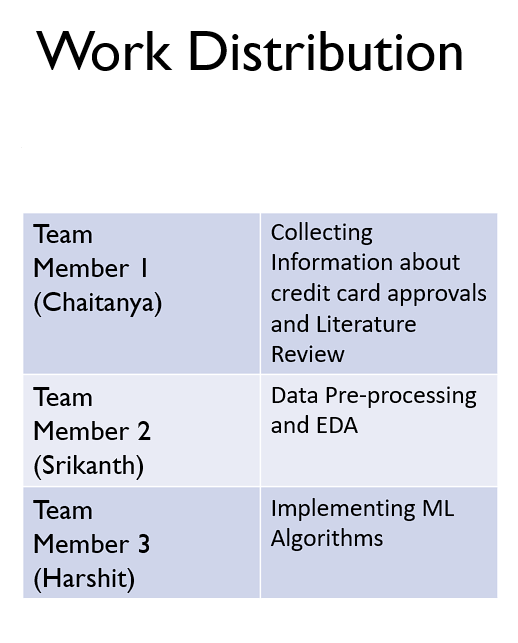 Work Distribution
Team
Member 1
(Chaitanya)
Collecting
Information about
credit card approvals
and Literature
Review
Team
Member 2
(Srikanth)
Data Pre-processing
and EDA
Team
Member 3
(Harshit)
Implementing ML
Algorithms